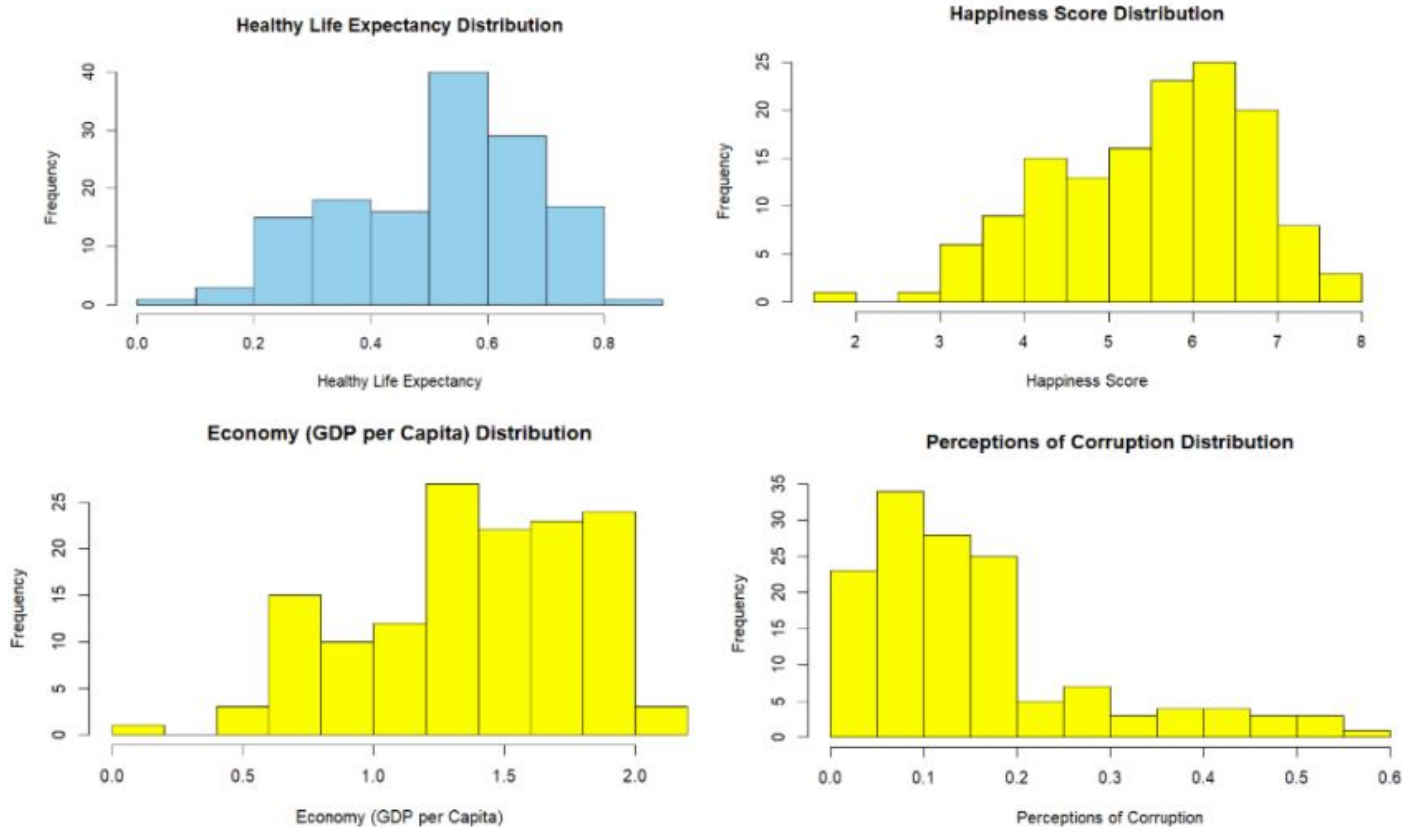 Healthy Life Expectancy Distribution
Frequency
40
30
20
10
0
0.0 0.2 0.4 0.6 0.8
Healthy Life Expectancy
Happiness Score Distribution
Frequency
25
20
15
10
5
0
2 3 4 5 6 7 8
Happiness Score
Economy (GDP per Capita) Distribution
Frequency
25
20
15
10
5
0
0.0 0.5 1.0 1.5 2.0
Economy (GDP per Capita)
Perceptions of Corruption Distribution
Frequency
35
30
25
20
15
10
5
0
0.0 0.1 0.2 0.3 0.4 0.5 0.6
Perceptions of Corruption